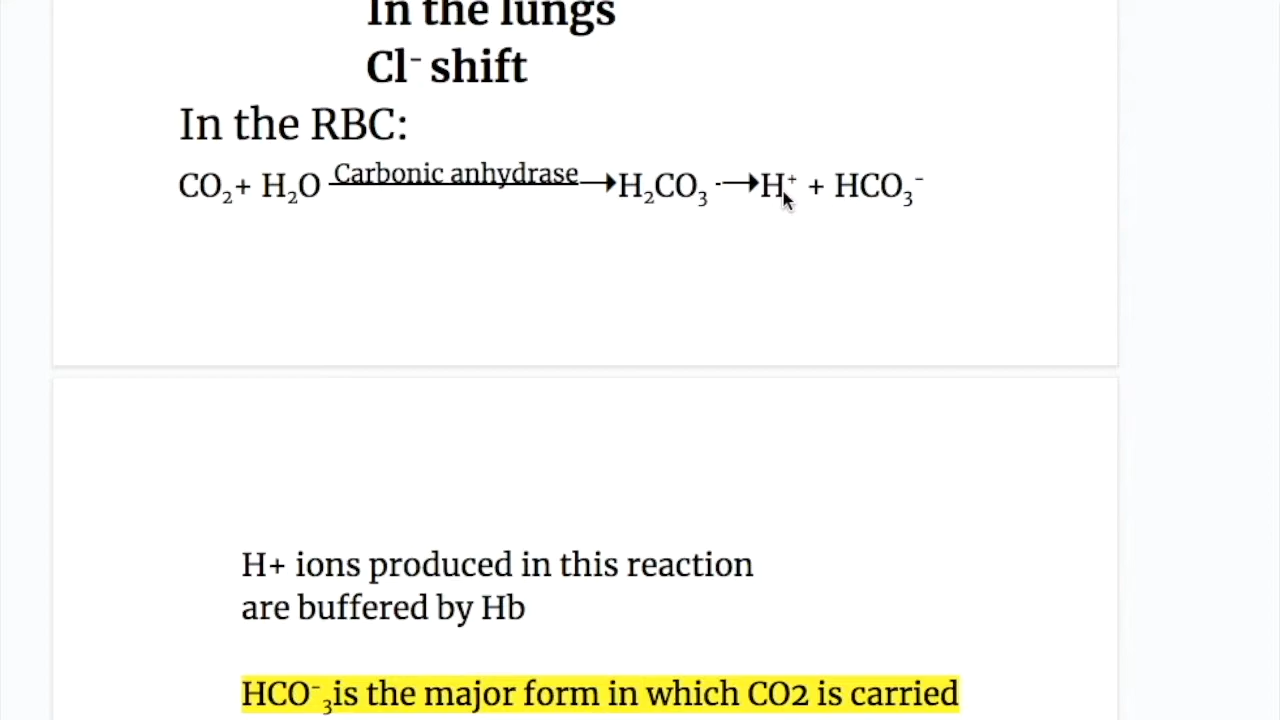 In the lungs
Cl⁻ shift
In the RBC:
CO₂+ H₂O Carbonic anhydrase→H₂CO₃ →H⁺ + HCO₃⁻
H+ ions produced in this reaction
are buffered by Hb
HCO⁻₃is the major form in which CO2 is carried